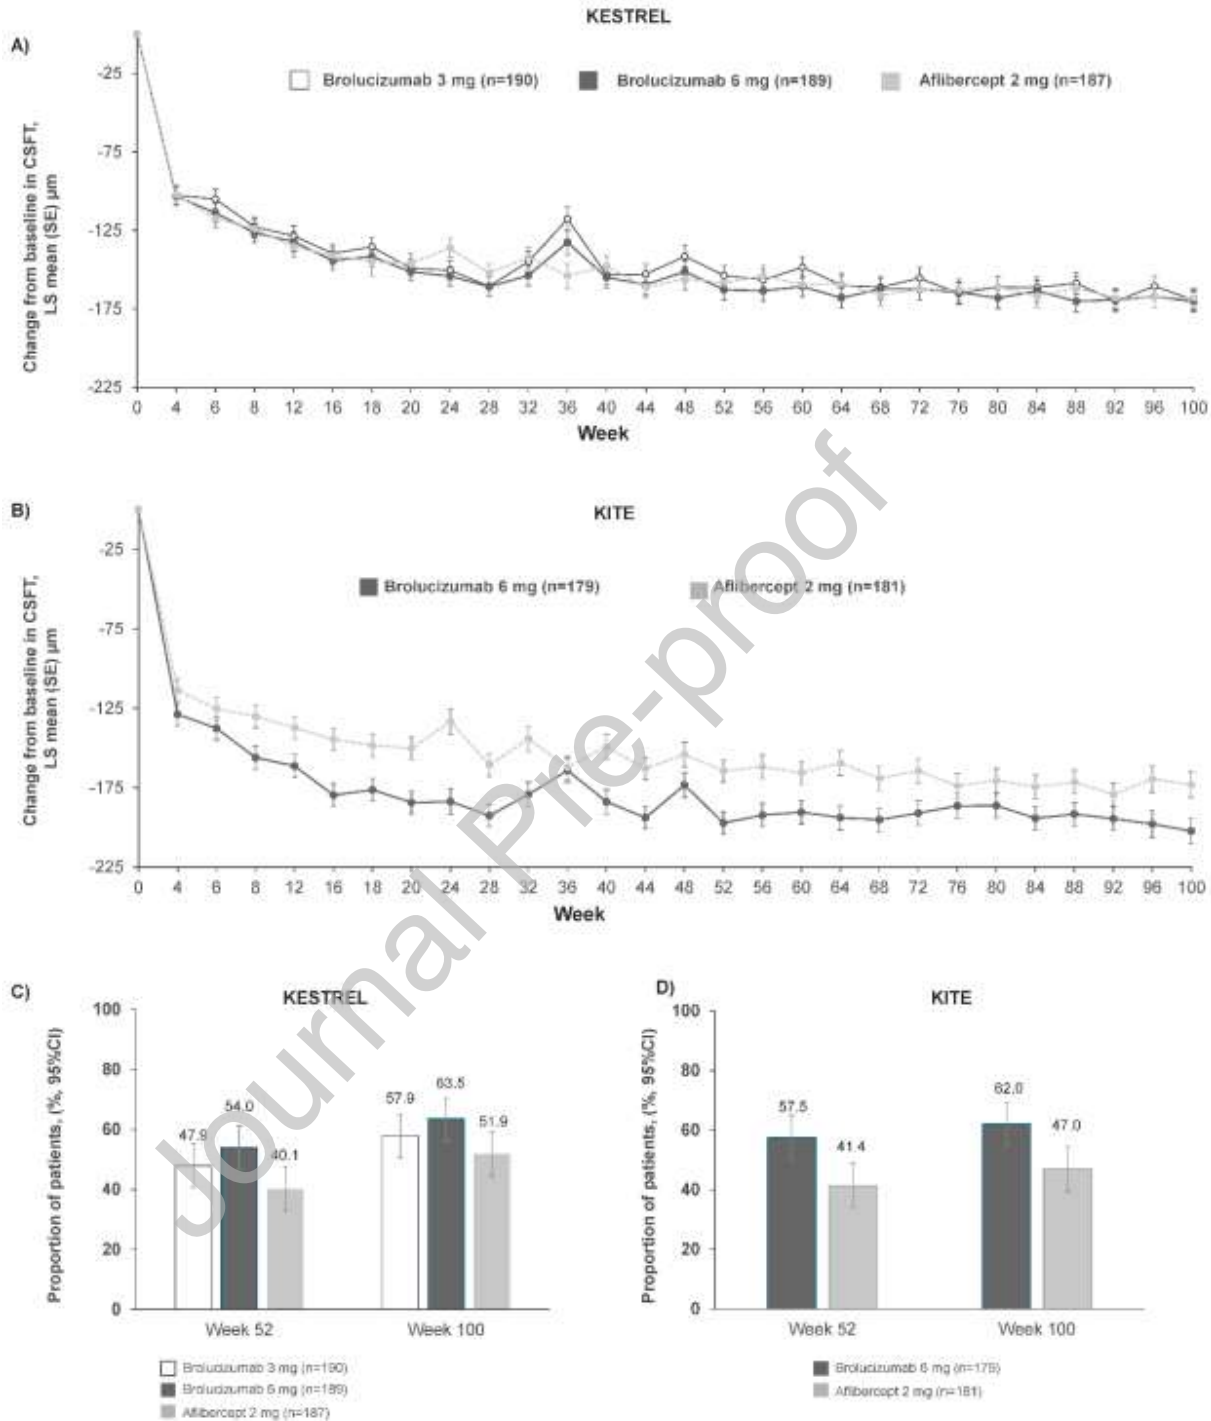 KESTREL
A)
Brolucizumab 3 mg (n=190) Brolucizumab 6 mg (n=189) Aflibercept 2 mg (n=187)
Change from baseline in CSFT,
LS mean (SE) µm
-25
-75
-125
-175
-225
0 4 6 8 12 16 18 20 24 28 32 36 40 44 48 52 56 60 64 68 72 76 80 84 88 92 96 100
Week
B)
KITE
Brolucizumab 6 mg (n=179) Aflibercept 2 mg (n=181)
Change from baseline in CSFT,
LS mean (SE) µm
-25
-75
-125
-175
-225
0 4 6 8 12 16 18 20 24 28 32 36 40 44 48 52 56 60 64 68 72 76 80 84 88 92 96 100
Week
Journal Pre-proof
C)
KESTREL
Proportion of patients, (%, 95%CI)
100
80
60
40
20
0
47.9 54.0 40.1 57.9 63.5 51.9
Week 52 Week 100
Brolucizumab 3 mg (n=190)
Brolucizumab 6 mg (n=189)
Aflibercept 2 mg (n=187)
D)
KITE
Proportion of patients, (%, 95%CI)
100
80
60
40
20
0
57.5 41.4 62.0 47.0
Week 52 Week 100
Brolucizumab 6 mg (n=179)
Aflibercept 2 mg (n=181)